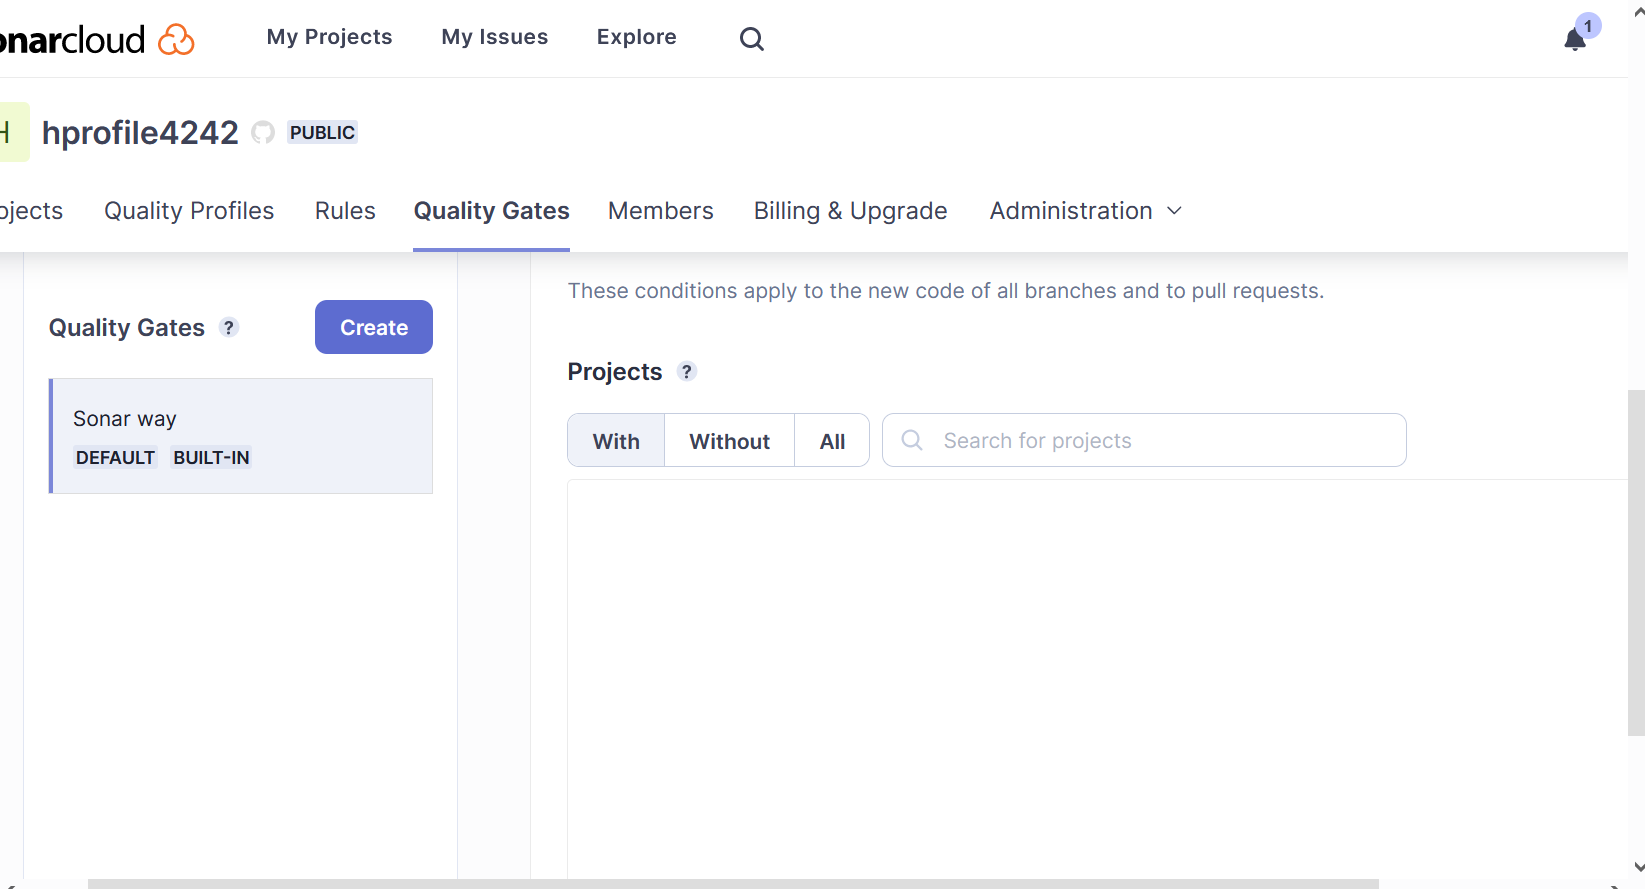 onarcloud
My Projects
My Issues
Explore
1
H
hprofile4242
PUBLIC
ojects
Quality Profiles
Rules
Quality Gates
Members
Billing & Upgrade
Administration
These conditions apply to the new code of all branches and to pull requests.
Quality Gates ?
Create
Sonar way
DEFAULT BUILT-IN
Projects ?
With
Without
All
Search for projects